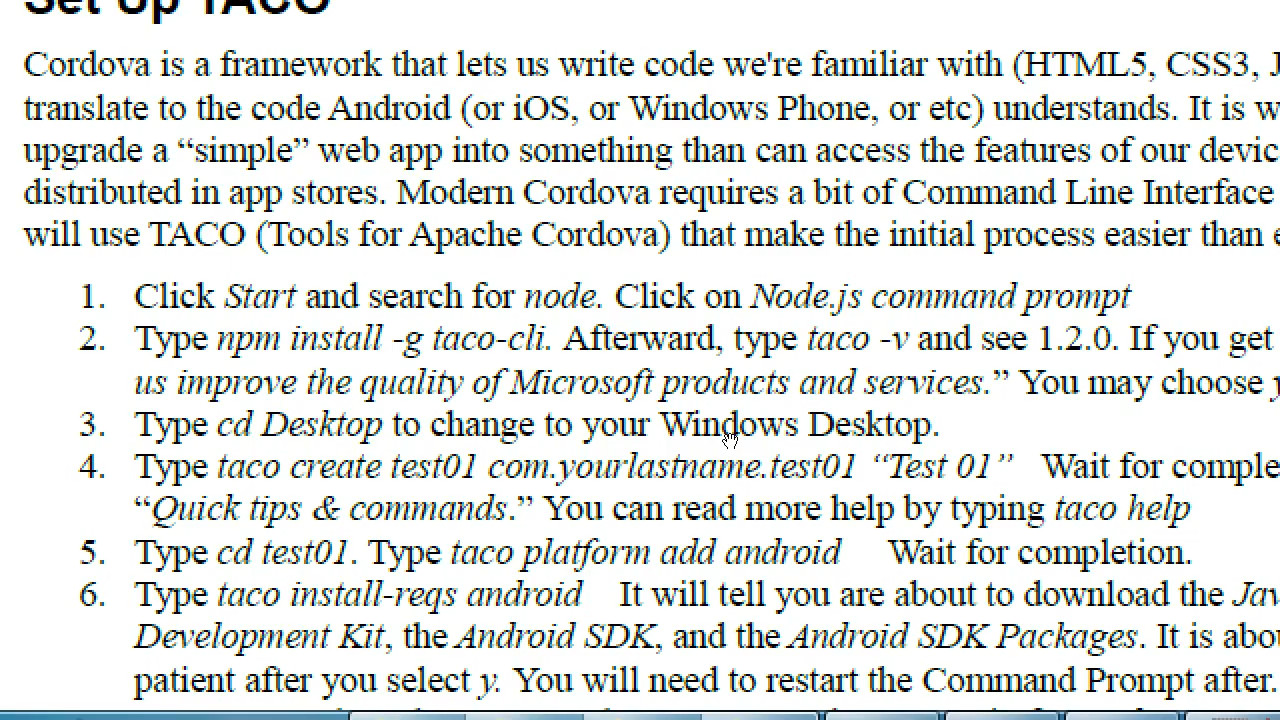 Set Up TACO
Cordova is a framework that lets us write code we're familiar with (HTML5, CSS3,
translate to the code Android (or iOS, or Windows Phone, or etc) understands. It is
upgrade a “simple” web app into something than can access the features of our
distributed in app stores. Modern Cordova requires a bit of Command Line Interface
will use TACO (Tools for Apache Cordova) that make the initial process easier than
1. Click Start and search for node. Click on Node.js command prompt
2. Type npm install -g taco-cli. Afterward, type taco -v and see 1.2.0. If you get
us improve the quality of Microsoft products and services.” You may choose
3. Type cd Desktop to change to your Windows Desktop.
4. Type taco create test01 com.yourlastname.test01 “Test 01” Wait for
“Quick tips & commands.” You can read more help by typing taco help
5. Type cd test01. Type taco platform add android Wait for completion.
6. Type taco install-reqs android It will tell you are about to download the
Development Kit, the Android SDK, and the Android SDK Packages. It is
patient after you select y. You will need to restart the Command Prompt after.